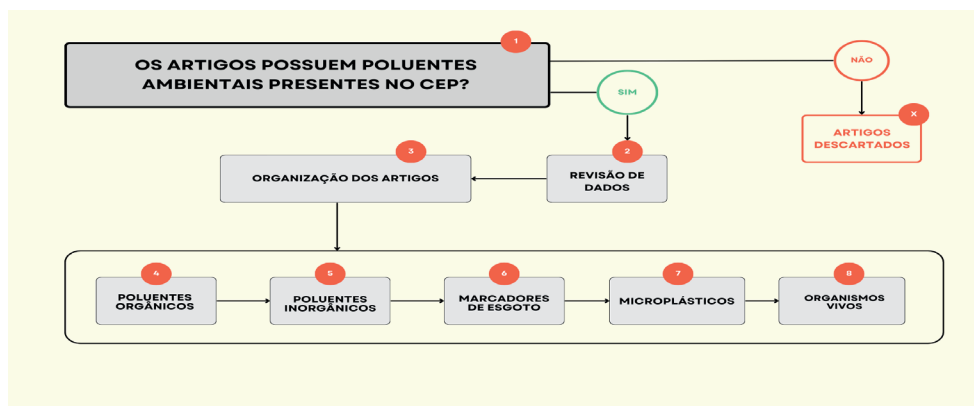 1
OS ARTIGOS POSSUEM POLUENTES
AMBIENTAIS PRESENTES NO CEP?
NÃO
SIM
X
ARTIGOS
DESCARTADOS
3
ORGANIZAÇÃO DOS ARTIGOS
2
REVISÃO DE
DADOS
4
POLUENTES
ORGÂNICOS
5
POLUENTES
INORGÂNICOS
6
MARCADORES
DE ESGOTO
7
MICROPLÁSTICOS
8
ORGANISMOS
VIVOS